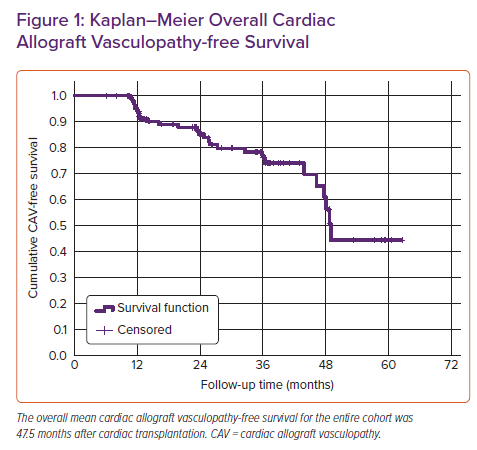 Figure 1: Kaplan–Meier Overall Cardiac
Allograft Vasculopathy-free Survival
Cumulative CAV-free survival
1.0
0.9
0.8
0.7
0.6
0.5
0.4
0.3
0.2
0.1
0.0
Survival function
Censored
0 12 24 36 48 60 72
Follow-up time (months)
The overall mean cardiac allograft vasculopathy-free survival for the entire cohort was
47.5 months after cardiac transplantation. CAV = cardiac allograft vasculopathy.